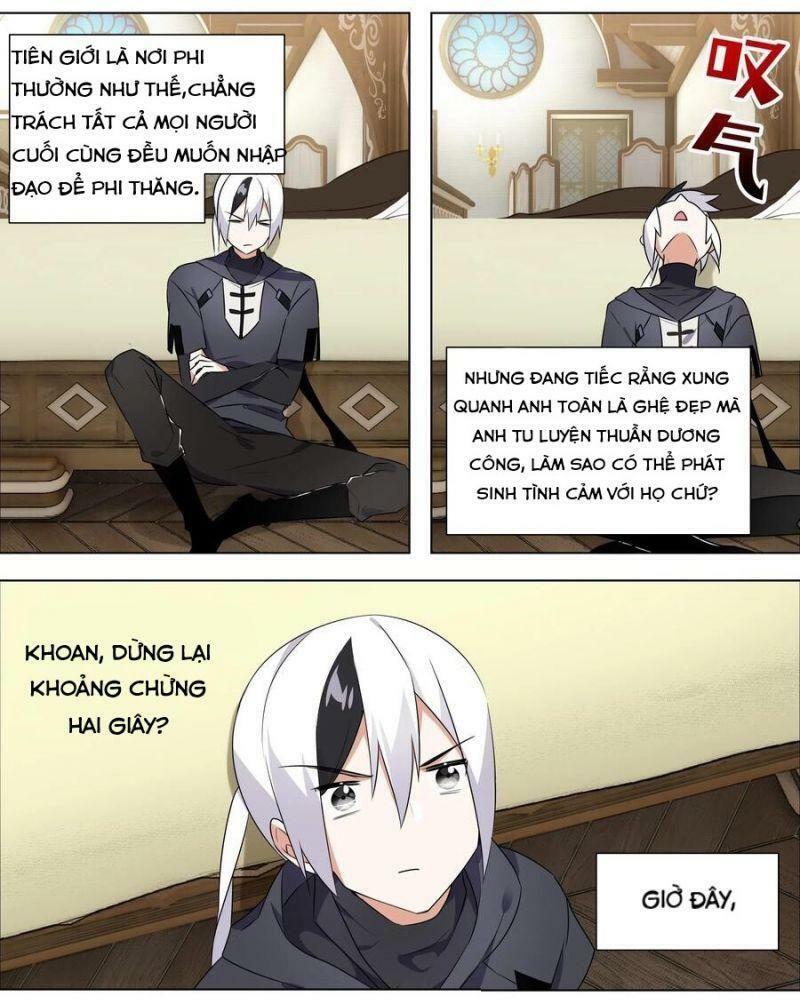 TIÊN GIỚI LÀ NƠI PHI
THƯỜNG NHƯ THẾ,CHẲNG
TRÁCH TẤT CẢ MỌI NGƯỜI
CUỐI CÙNG ĐỀU MUỐN NHẬP
ĐẠO ĐỂ PHI THĂNG.
叹
气
NHƯNG ĐANG TIẾC RẰNG XUNG
QUANH ANH TOÀN LÀ GHỆ ĐẸP MÀ
ANH TU LUYỆN THUẦN DƯƠNG
CÔNG, LÀM SAO CÓ THỂ PHÁT
SINH TÌNH CẢM VỚI HỌ CHỨ?
KHOAN, DỪNG LẠI
KHOẢNG CHỪNG
HAI GIÂY?
GIỜ ĐÂY,